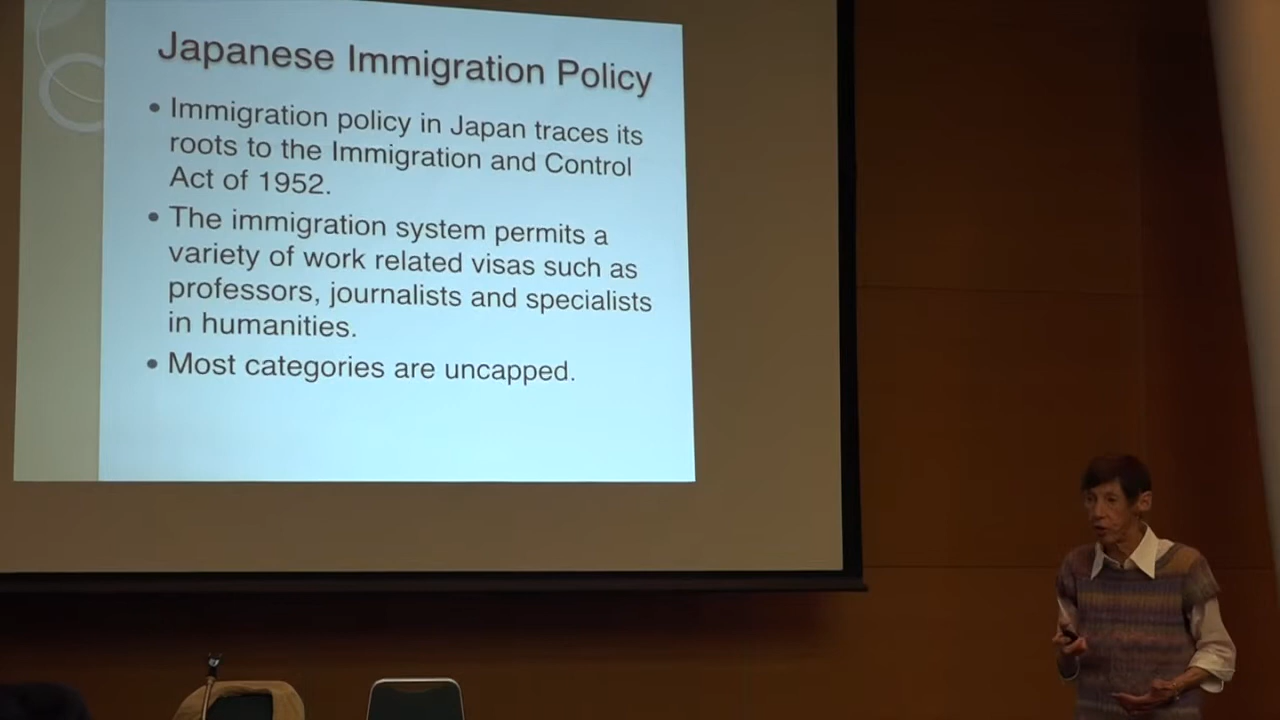 Japanese Immigration Policy
• Immigration policy in Japan traces its
roots to the Immigration and Control
Act of 1952.
• The immigration system permits a
variety of work related visas such as
professors, journalists and specialists
in humanities.
• Most categories are uncapped.